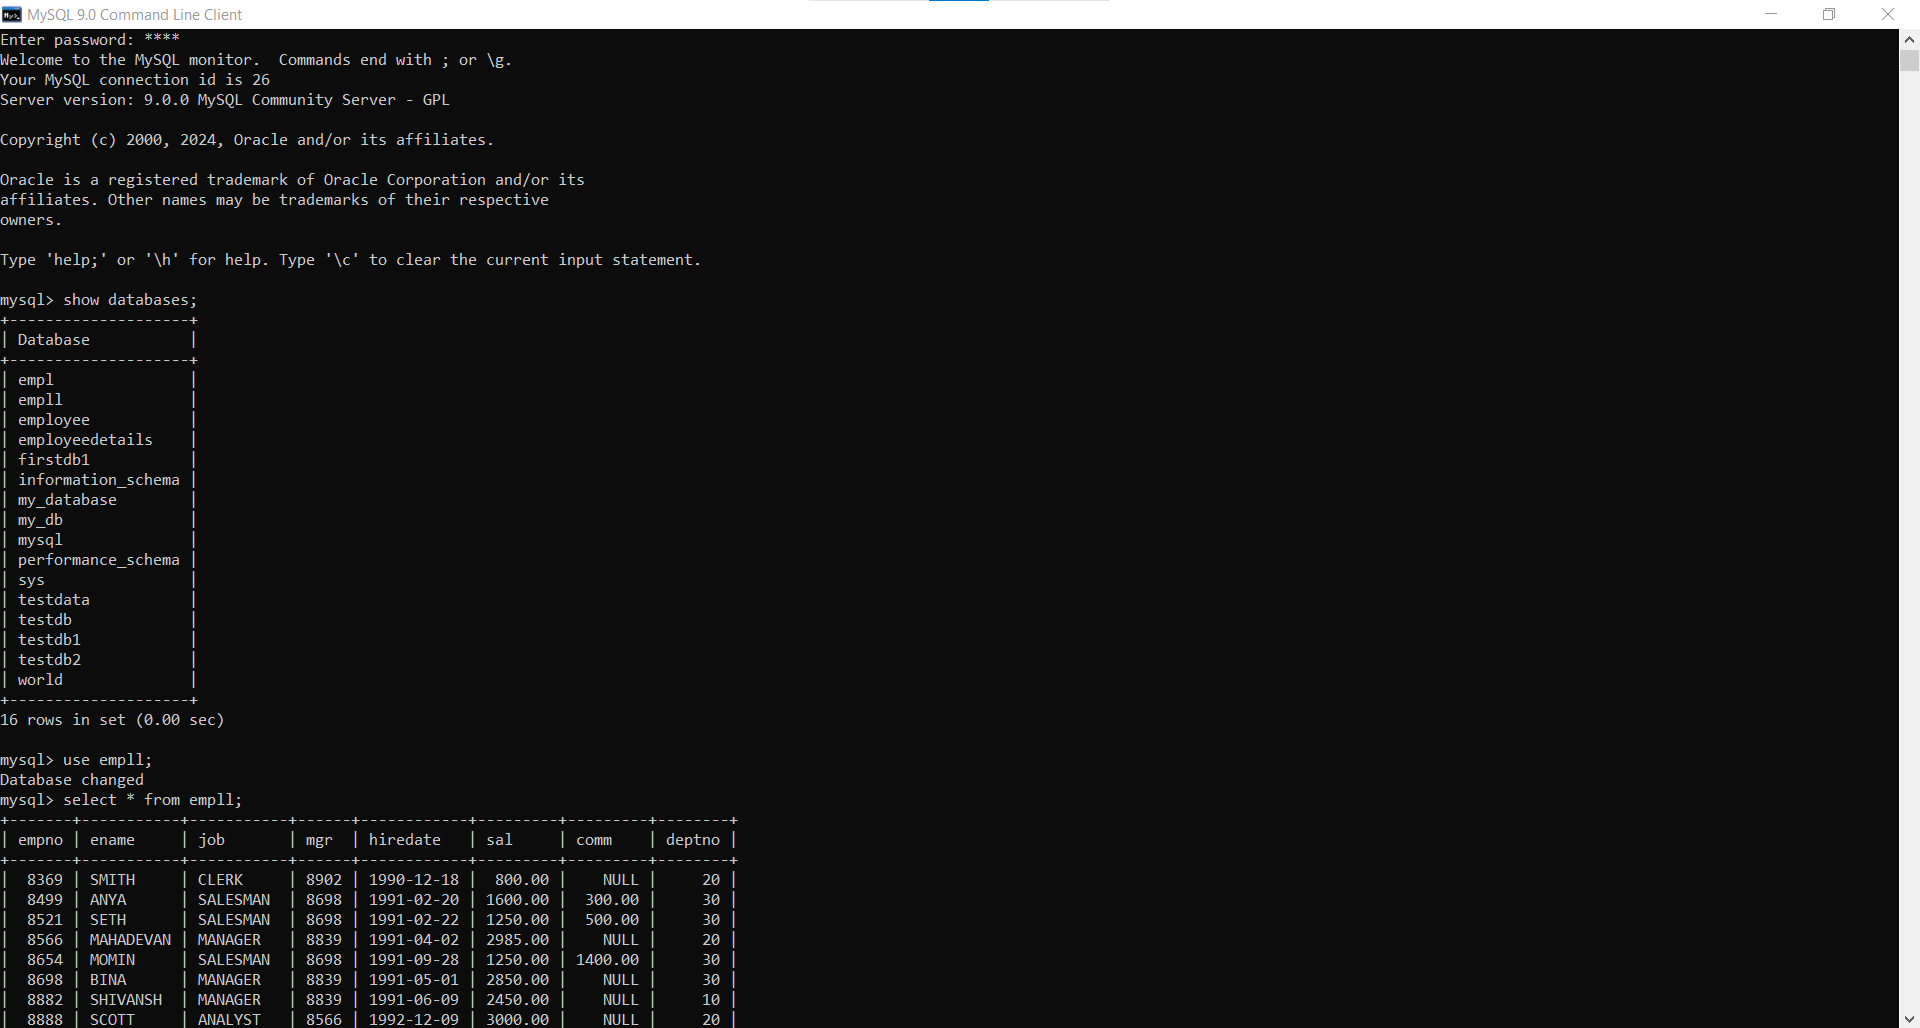 MySQL 9.0 Command Line Client
Enter password: ****
Welcome to the MySQL monitor.  Commands end with ; or \g.
Your MySQL connection id is 26
Server version: 9.0.0 MySQL Community Server - GPL

Copyright (c) 2000, 2024, Oracle and/or its affiliates.

Oracle is a registered trademark of Oracle Corporation and/or its
affiliates. Other names may be trademarks of their respective
owners.

Type 'help;' or '\h' for help. Type '\c' to clear the current input statement.

mysql> show databases;
+--------------------+
| Database           |
+--------------------+
| empl               |
| empll              |
| employee           |
| employeedetails    |
| firstdb1           |
| information_schema |
| my_database        |
| my_db              |
| mysql              |
| performance_schema |
| sys                |
| testdata           |
| testdb             |
| testdb1            |
| testdb2            |
| world              |
+--------------------+
16 rows in set (0.00 sec)

mysql> use empll;
Database changed
mysql> select * from empll;
+-------+-----------+-----------+------+------------+---------+---------+--------+
| empno | ename     | job       | mgr  | hiredate   | sal     | comm    | deptno |
+-------+-----------+-----------+------+------------+---------+---------+--------+
|  8369 | SMITH     | CLERK     | 8902 | 1990-12-18 |  800.00 |    NULL |     20 |
|  8499 | ANYA      | SALESMAN  | 8698 | 1991-02-20 | 1600.00 |  300.00 |     30 |
|  8521 | SETH      | SALESMAN  | 8698 | 1991-02-22 | 1250.00 |  500.00 |     30 |
|  8566 | MAHADEVAN | MANAGER   | 8839 | 1991-04-02 | 2985.00 |    NULL |     20 |
|  8654 | MOMIN     | SALESMAN  | 8698 | 1991-09-28 | 1250.00 | 1400.00 |     30 |
|  8698 | BINA      | MANAGER   | 8839 | 1991-05-01 | 2850.00 |    NULL |     30 |
|  8882 | SHIVANSH  | MANAGER   | 8839 | 1991-06-09 | 2450.00 |    NULL |     10 |
|  8888 | SCOTT     | ANALYST   | 8566 | 1992-12-09 | 3000.00 |    NULL |     20 |